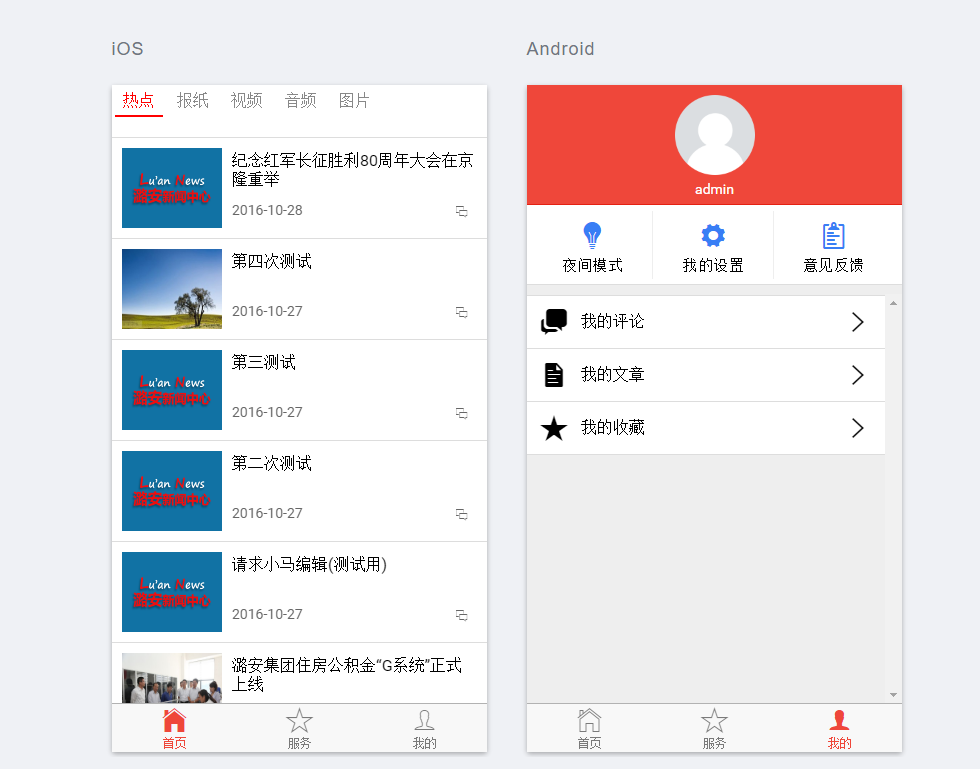 iOS
热点 报纸 视频 音频 图片
Lu'an News
潞安新闻中心
纪念红军长征胜利80周年大会在京
隆重举
2016-10-28
第四次测试
2016-10-27
Lu'an News
潞安新闻中心
第三测试
2016-10-27
Lu'an News
潞安新闻中心
第二次测试
2016-10-27
Lu'an News
潞安新闻中心
请求小马编辑(测试用)
2016-10-27
潞安集团住房公积金“G系统”正式
上线
首页 服务 我的
Android
admin
夜间模式 我的设置 意见反馈
我的评论
我的文章
我的收藏
首页 服务 我的